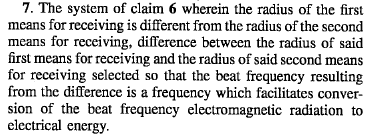 7. The system of claim 6 wherein the radius of the first
means for receiving is different from the radius of the second
means for receiving, difference between the radius of said
first means for receiving and the radius of said second means
for receiving selected so that the beat frequency resulting
from the difference is a frequency which facilitates conver-
sion of the beat frequency electromagnetic radiation to
electrical energy.